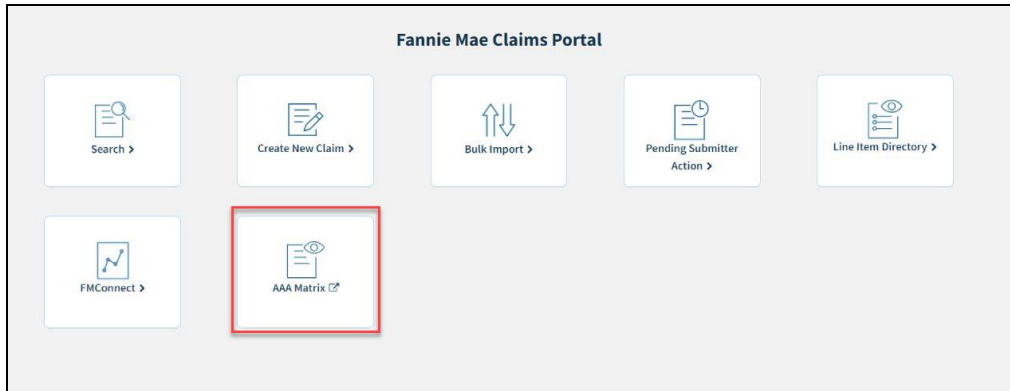 Fannie Mae Claims Portal
Search >
Create New Claim >
Bulk Import >
Pending Submitter
Action >
Line Item Directory >
FMConnect >
AAA Matrix